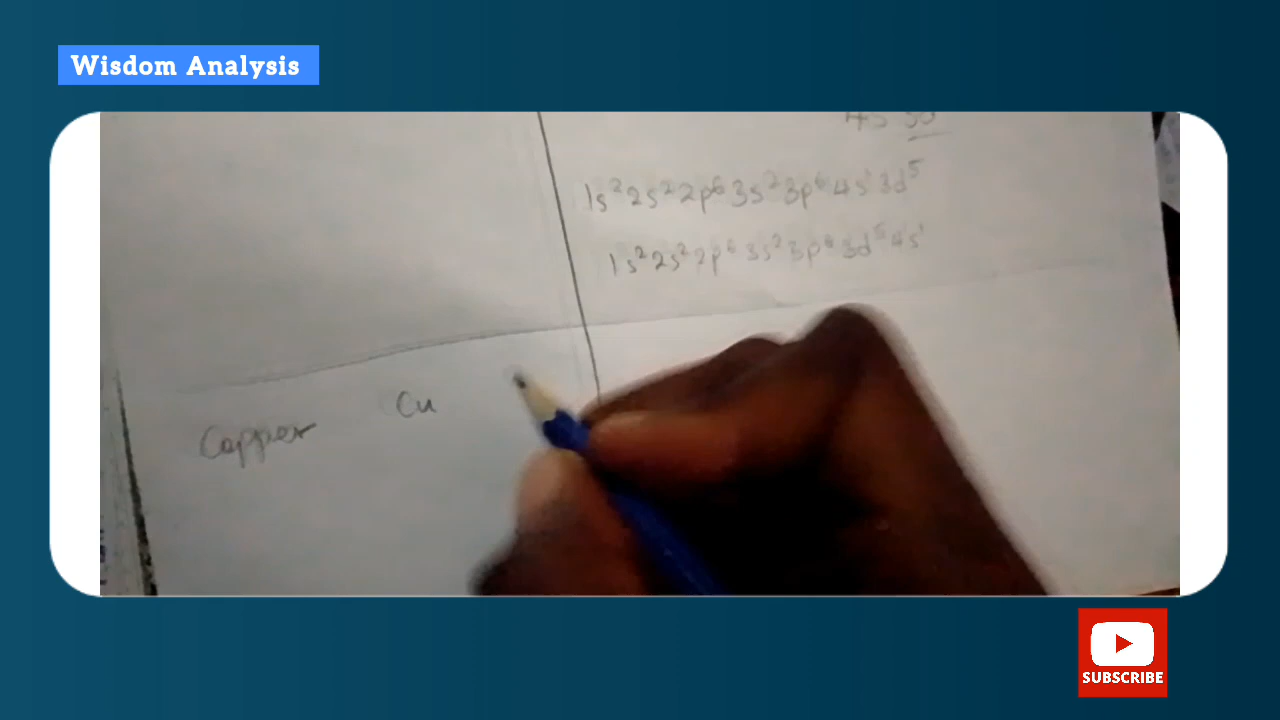 Wisdom Analysis
1s²2s²2p⁶3s²3p⁶4s¹3d⁵
1s²2s²2p⁶3s²3p⁶3d⁵4s¹
Copper Cu
SUBSCRIBE